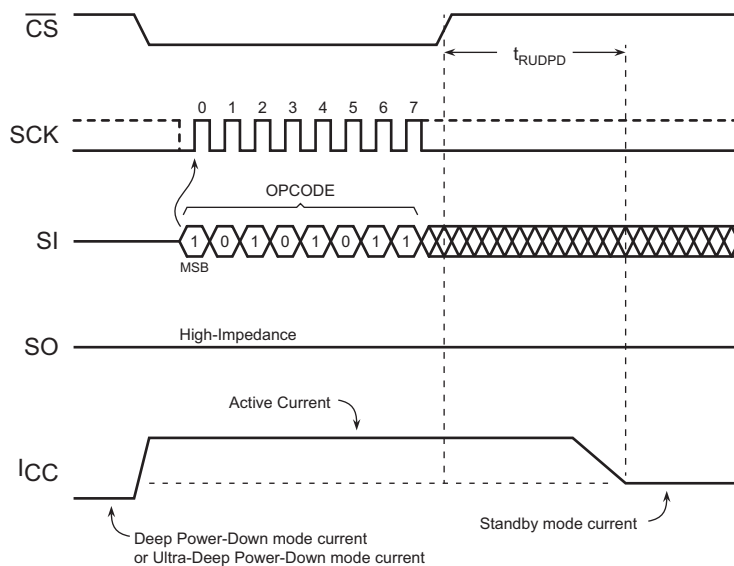 CS
tRUDPD
0 1 2 3 4 5 6 7
SCK
OPCODE
SI
1 0 1 0 1 0 1 1
MSB
High-Impedance
SO
Active Current
ICC
Standby mode current
Deep Power-Down mode current
or Ultra-Deep Power-Down mode current